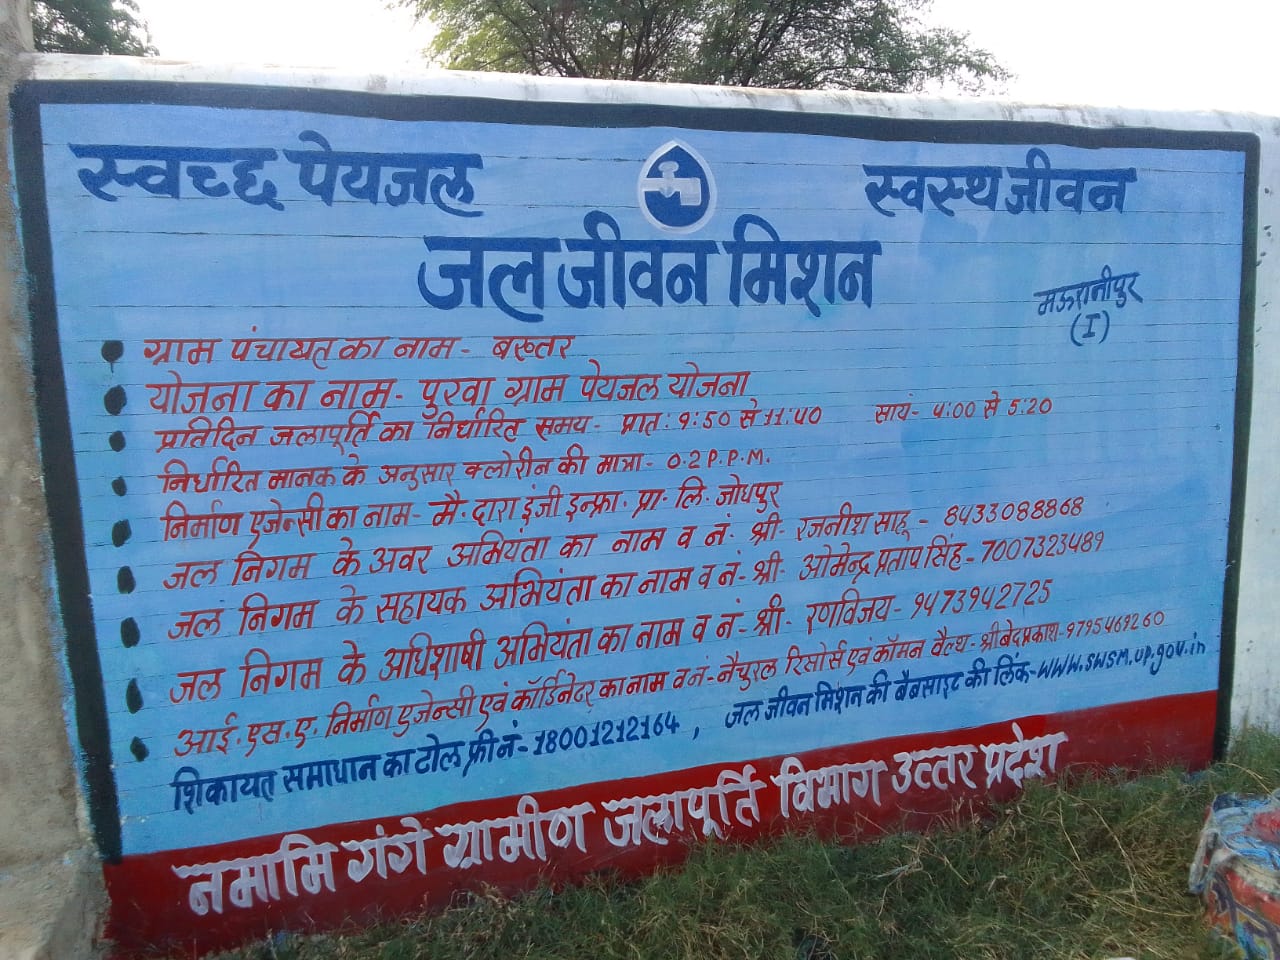 स्वच्छ पेयजल स्वस्थ जीवन
जल जीवन मिशन
मऊरानीपुर
(I)
ग्राम पंचायत का नाम - बख्तर
योजना का नाम - पुरवा ग्राम पेयजल योजना
प्रतिदिन जलापूर्ति का निर्धारित समय - प्रात: 9:50 से 11:40 सायं - 4:00 से 5:20
निर्धारित मानक के अनुसार क्लोरीन की मात्रा - 0.2 P.P.M.
निर्माण एजेन्सी का नाम - मै. दारा इंजी इन्फ्रा. प्रा. लि. जोधपुर
जल निगम के अवर अभियंता का नाम व नं - श्री. रजनीश साहू - 8433088868
जल निगम के सहायक अभियंता का नाम व नं - श्री. ओमेन्द्र प्रताप सिंह - 7007323489
जल निगम के अधिशाषी अभियंता का नाम व नं - श्री. रणविजय - 9473942725
आई.एस.ए. निर्माण एजेन्सी एवं कॉर्डिनेटर का नाम व नं - नैचुरल रिसोर्स एवं कॉमन वैल्थ - श्री बेदप्रकाश - 9795469260
शिकायत समाधान का टोल फ्री नं - 18001212164 , जल जीवन मिशन की बैबसाइट की लिंक - WWW.SWSM.UP.gov.in
नमामि गंगे ग्रामीण जलापूर्ति विभाग उत्तर प्रदेश